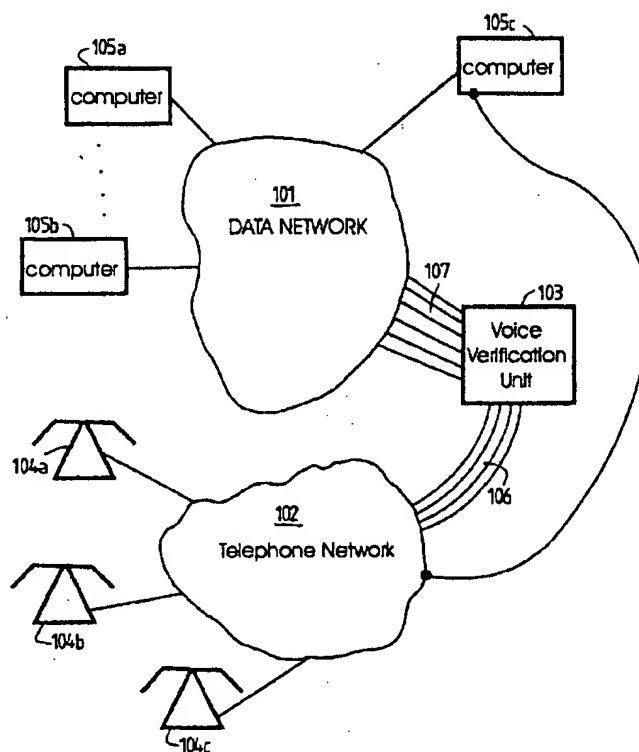 105a
computer
105c
computer
101
DATA NETWORK
105b
computer
107
103
Voice
Verification
Unit
104a
102
Telephone Network
106
104b
104c